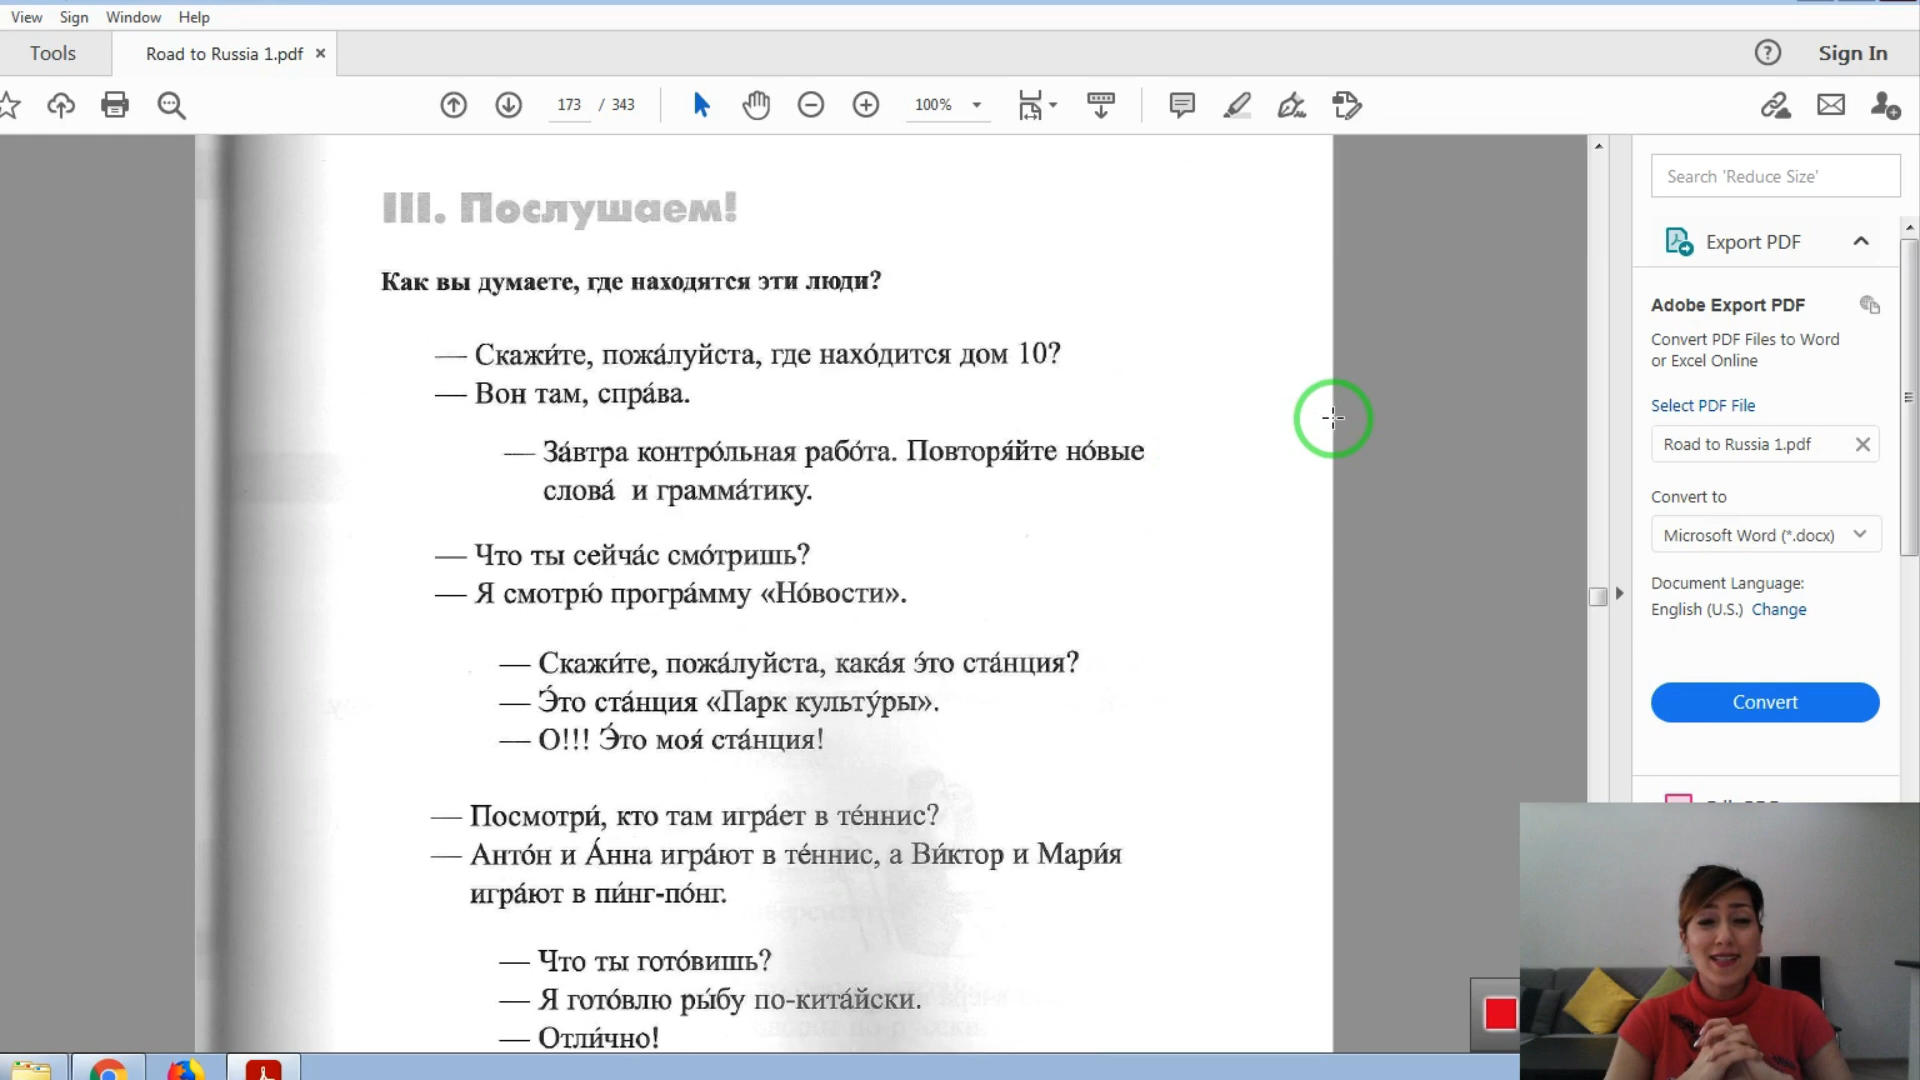 View Sign Window Help
Tools Road to Russia 1.pdf × Sign In
173 / 343 100%
III. Послушаем!
Как вы думаете, где находятся эти люди?
— Скажи́те, пожа́луйста, где нахо́дится дом 10?
— Вон там, спра́ва.
— За́втра контро́льная рабо́та. Повторя́йте но́вые
слова́ и грамма́тику.
— Что ты сейча́с смо́тришь?
— Я смотрю́ програ́мму «Но́вости».
— Скажи́те, пожа́луйста, кака́я э́то ста́нция?
— Э́то ста́нция «Парк культу́ры».
— О!!! Э́то моя́ ста́нция!
— Посмотри́, кто там игра́ет в те́ннис?
— Анто́н и А́нна игра́ют в те́ннис, а Ви́ктор и Мари́я
игра́ют в пи́нг-по́нг.
— Что ты гото́вишь?
— Я гото́влю ры́бу по-кита́йски.
— Отли́чно!
Search 'Reduce Size'
Export PDF
Adobe Export PDF
Convert PDF Files to Word
or Excel Online
Select PDF File
Road to Russia 1.pdf
Convert to
Microsoft Word (*.docx)
Document Language:
English (U.S.) Change
Convert